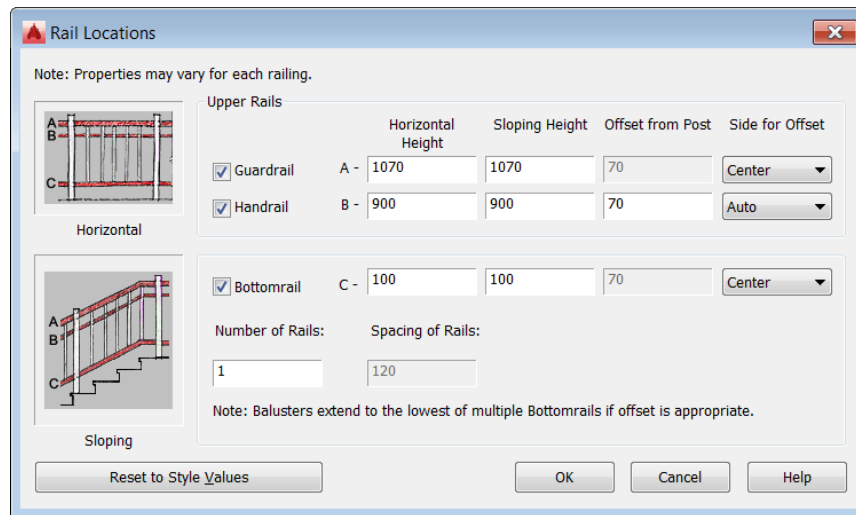 Rail Locations
Note: Properties may vary for each railing.
Upper Rails
Horizontal Height
Sloping Height
Offset from Post
Side for Offset
Guardrail A - 1070 1070 70 Center
Handrail B - 900 900 70 Auto
A
B
C
Horizontal
Bottomrail C - 100 100 70 Center
Number of Rails: Spacing of Rails:
1 120
Note: Balusters extend to the lowest of multiple Bottomrails if offset is appropriate.
A
B
C
Sloping
Reset to Style Values OK Cancel Help